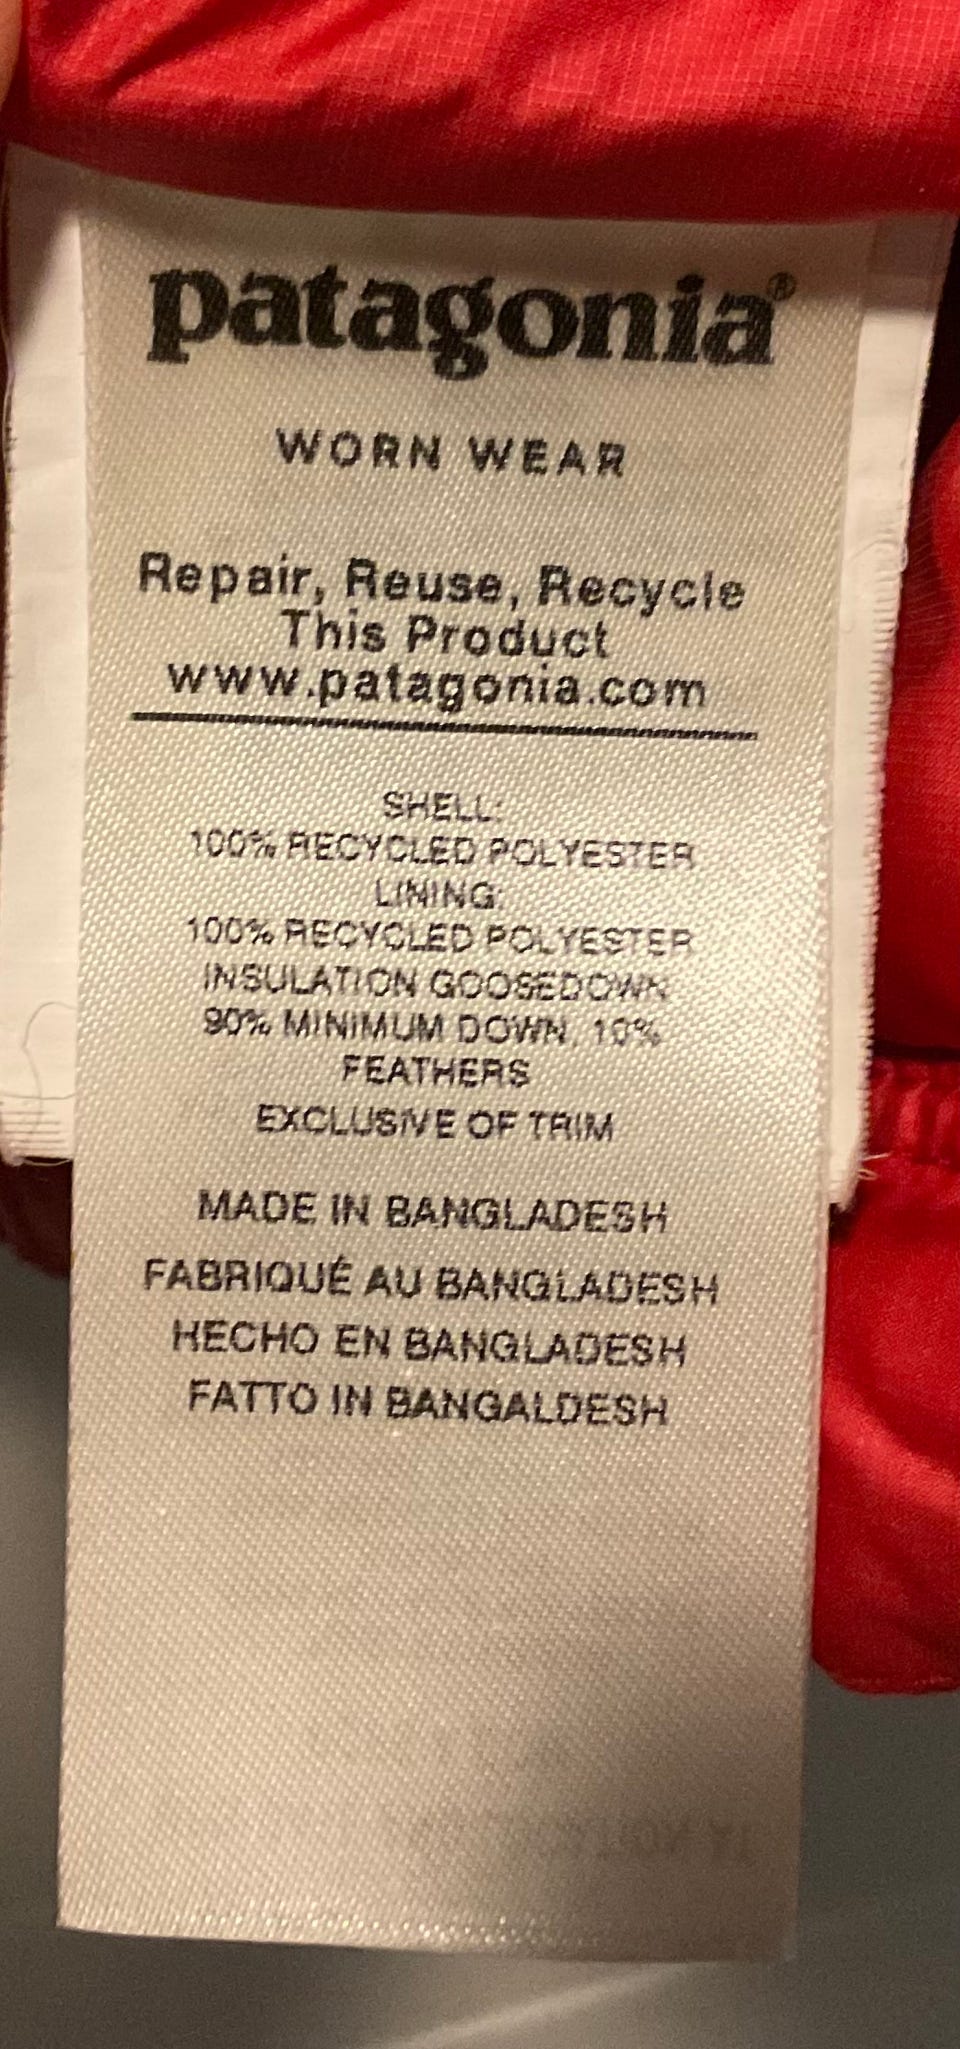 patagonia®
WORN WEAR
Repair, Reuse, Recycle
This Product
www.patagonia.com
SHELL:
100% RECYCLED POLYESTER
LINING:
100% RECYCLED POLYESTER
INSULATION GOOSEDOWN
90% MINIMUM DOWN, 10%
FEATHERS
EXCLUSIVE OF TRIM
MADE IN BANGLADESH
FABRIQUÉ AU BANGLADESH
HECHO EN BANGLADESH
FATTO IN BANGALDESH